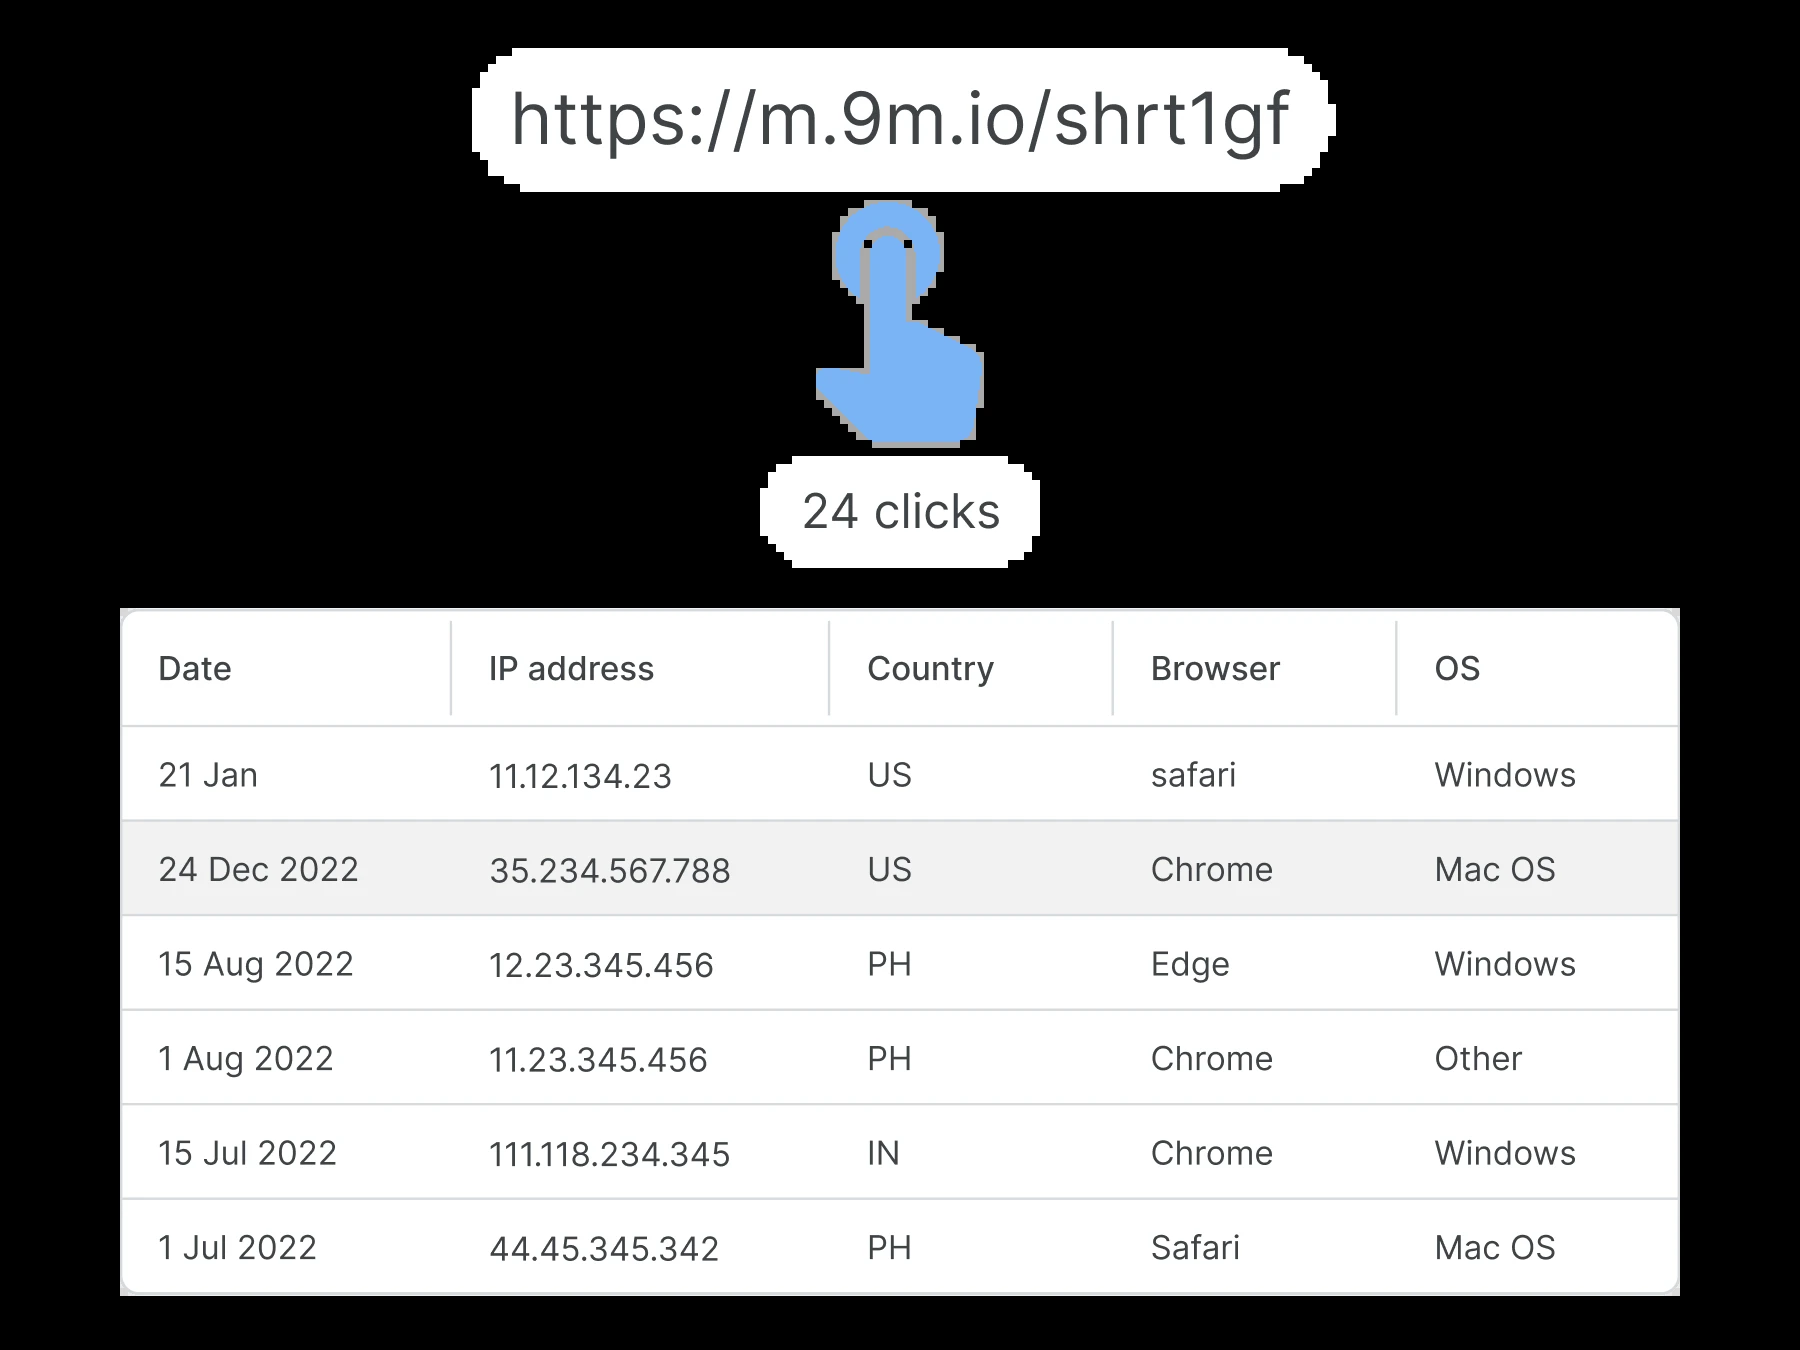 https://m.9m.io/shrt1gf
24 clicks
Date IP address Country Browser OS
21 Jan 11.12.134.23 US safari Windows
24 Dec 2022 35.234.567.788 US Chrome Mac OS
15 Aug 2022 12.23.345.456 PH Edge Windows
1 Aug 2022 11.23.345.456 PH Chrome Other
15 Jul 2022 111.118.234.345 IN Chrome Windows
1 Jul 2022 44.45.345.342 PH Safari Mac OS